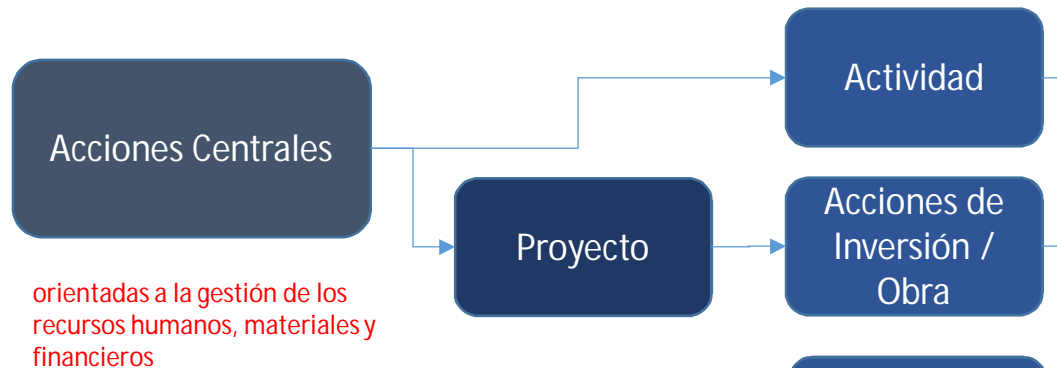 Actividad
Acciones Centrales
Acciones de
Inversión /
Obra
Proyecto
orientadas a la gestión de los
recursos humanos, materiales y
financieros